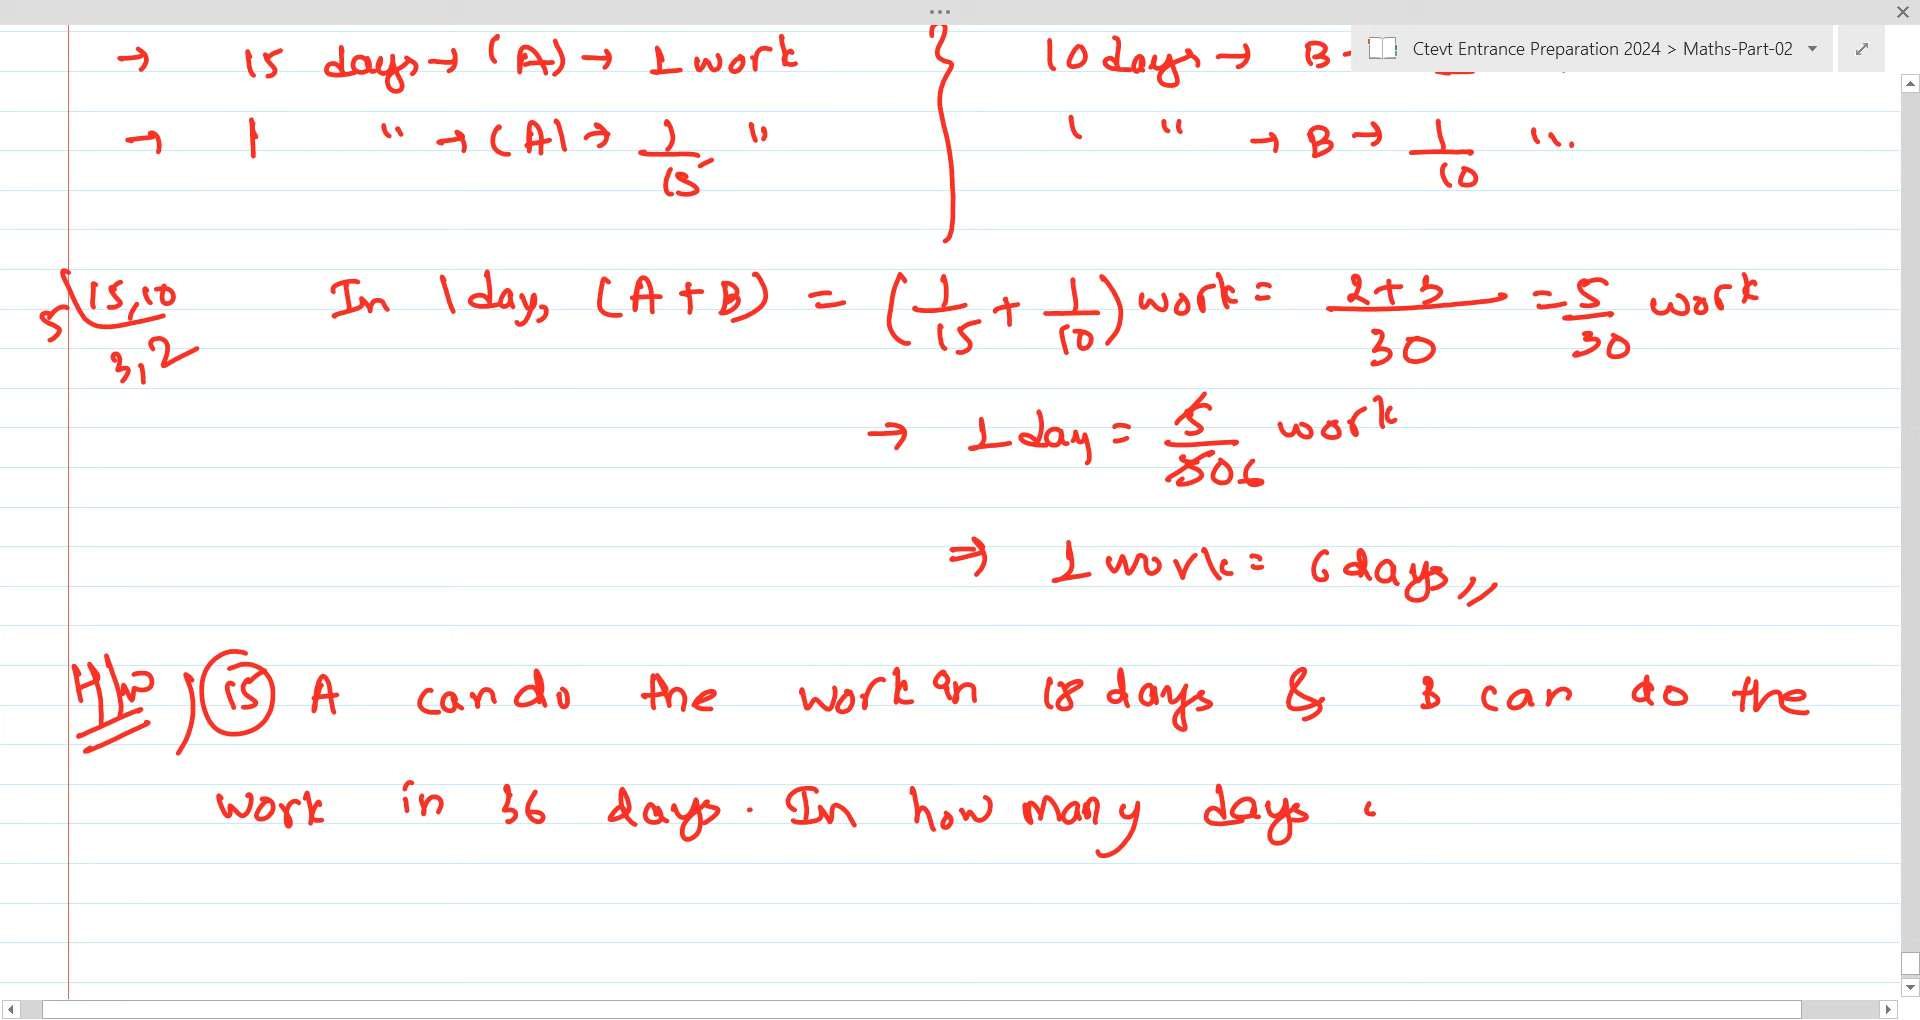 Ctevt Entrance Preparation 2024 > Maths-Part-02
→ 15 days → (A) → 1 work } 10 days → B
→ 1 " → (A) → 1/15 " 1 " → B → 1/10 ".
5 | 15, 10 In 1 day, (A + B) = (1/15 + 1/10) work = 2+3/30 = 5/30 work
3, 2
→ 1 day = 5/30 6 work
⇒ 1 work = 6 days,,
H/w) 15 A can do the work in 18 days & B can do the
work in 36 days. In how many days